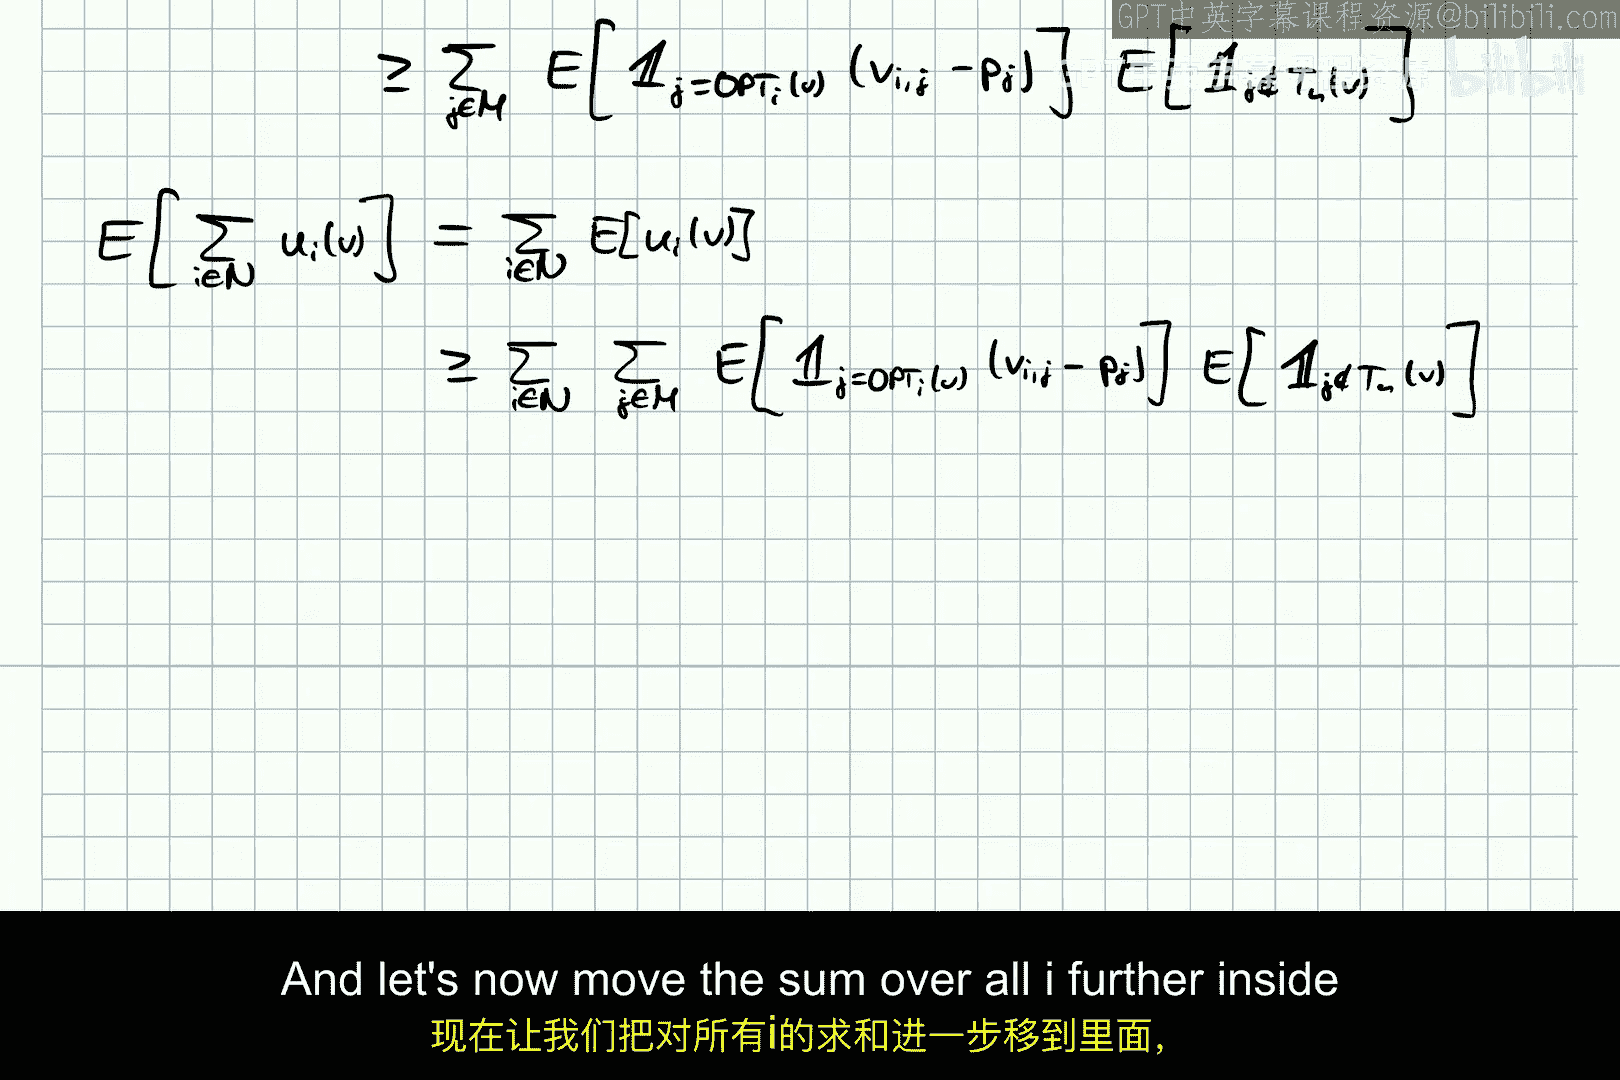 GPT中英字幕课程资源@bilibili.com
≥ ∑_{j∈M} E[ 𝟙_{j=OPT_i(v)} (v_{i,j} - p_j) ] E[ 𝟙_{j∉T_n(v)} ]
bilibili
E[ ∑_{i∈N} u_i(v) ] = ∑_{i∈N} E[u_i(v)]
≥ ∑_{i∈N} ∑_{j∈M} E[ 𝟙_{j=OPT_i(v)} (v_{i,j} - p_j) ] E[ 𝟙_{j∉T_n(v)} ]
And let's now move the sum over all i further inside
现在让我们把对所有i的求和进一步移到里面，